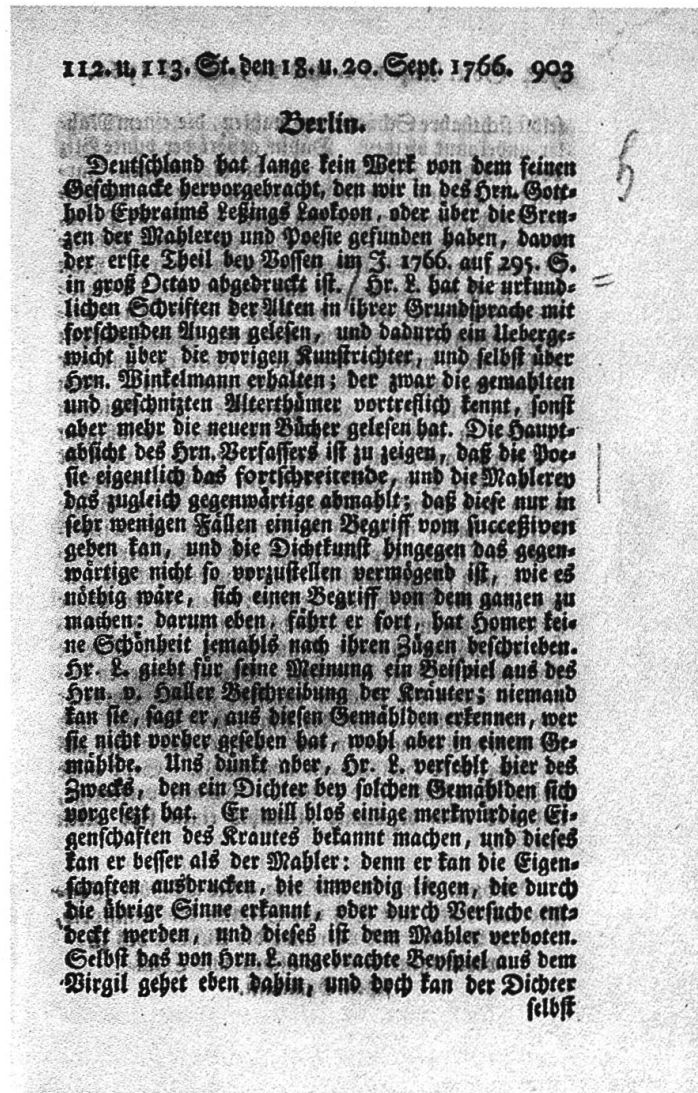 112. u. 113. St. den 18. u. 20. Sept. 1766. 903
Berlin.
Deutschland hat lange kein Werk von dem feinen
Geschmacke hervorgebracht, den wir in des Hrn. Gott-
hold Ephraims Leßings Laokoon, oder über die Gren-
zen der Mahlerey und Poesie gefunden haben, davon
der erste Theil bey Vossen im J. 1766. auf 295. S.
in groß Octav abgedruckt ist. / Hr. L. hat die urkund-
lichen Schriften der Alten in ihrer Grundsprache mit
forschenden Augen gelesen, und dadurch ein Ueberge-
wicht über die vorigen Kunstrichter, und selbst über
Hrn. Winkelmann erhalten; der zwar die gemahlten
und geschnizten Alterthümer vortreflich kennt, sonst
aber mehr die neuern Bücher gelesen hat. Die Haupt-
absicht des Hrn. Verfassers ist zu zeigen, daß die Poe-
sie eigentlich das fortschreitende, und die Mahlerey
das zugleich gegenwärtige abmahlt; daß diese nur in
sehr wenigen Fällen einigen Begriff vom succeßiven
geben kan, und die Dichtkunst hingegen das gegen-
wärtige nicht so vorzustellen vermögend ist, wie es
nöthig wäre, sich einen Begriff von dem ganzen zu
machen: darum eben, fährt er fort, hat Homer kei-
ne Schönheit jemahls nach ihren Zügen beschrieben.
Hr. L. giebt für seine Meinung ein Beispiel aus des
Hrn. v. Haller Beschreibung der Kräuter; niemand
kan sie, sagt er, aus diesen Gemählden erkennen, wer
sie nicht vorher gesehen hat, wohl aber in einem Ge-
mählde. Uns dünkt aber, Hr. L. verfehlt hier des
Zwecks, den ein Dichter bey solchen Gemählden sich
vorgesezt hat. Er will blos einige merkwürdige Ei-
genschaften des Krautes bekannt machen, und dieses
kan er besser als der Mahler: denn er kan die Eigen-
schaften ausdrucken, die inwendig liegen, die durch
die übrige Sinne erkannt, oder durch Versuche ent-
deckt werden, und dieses ist dem Mahler verboten.
Selbst das von Hrn. L. angebrachte Beyspiel aus dem
Virgil gehet eben dahin, und doch kan der Dichter
selbst